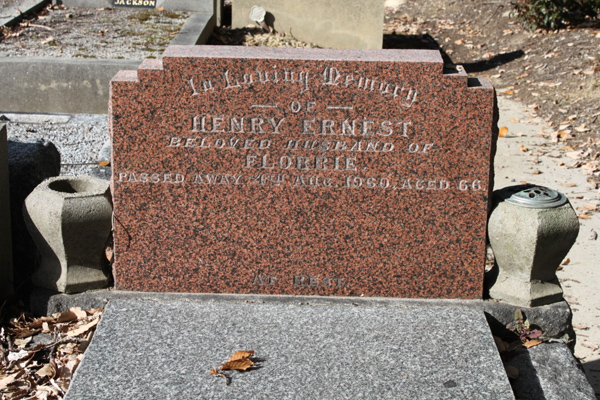 JACKSON
In Loving Memory
OF
HENRY ERNEST
BELOVED HUSBAND OF
FLORRIE
PASSED AWAY 4TH AUG. 1960, AGED 66.
AT REST